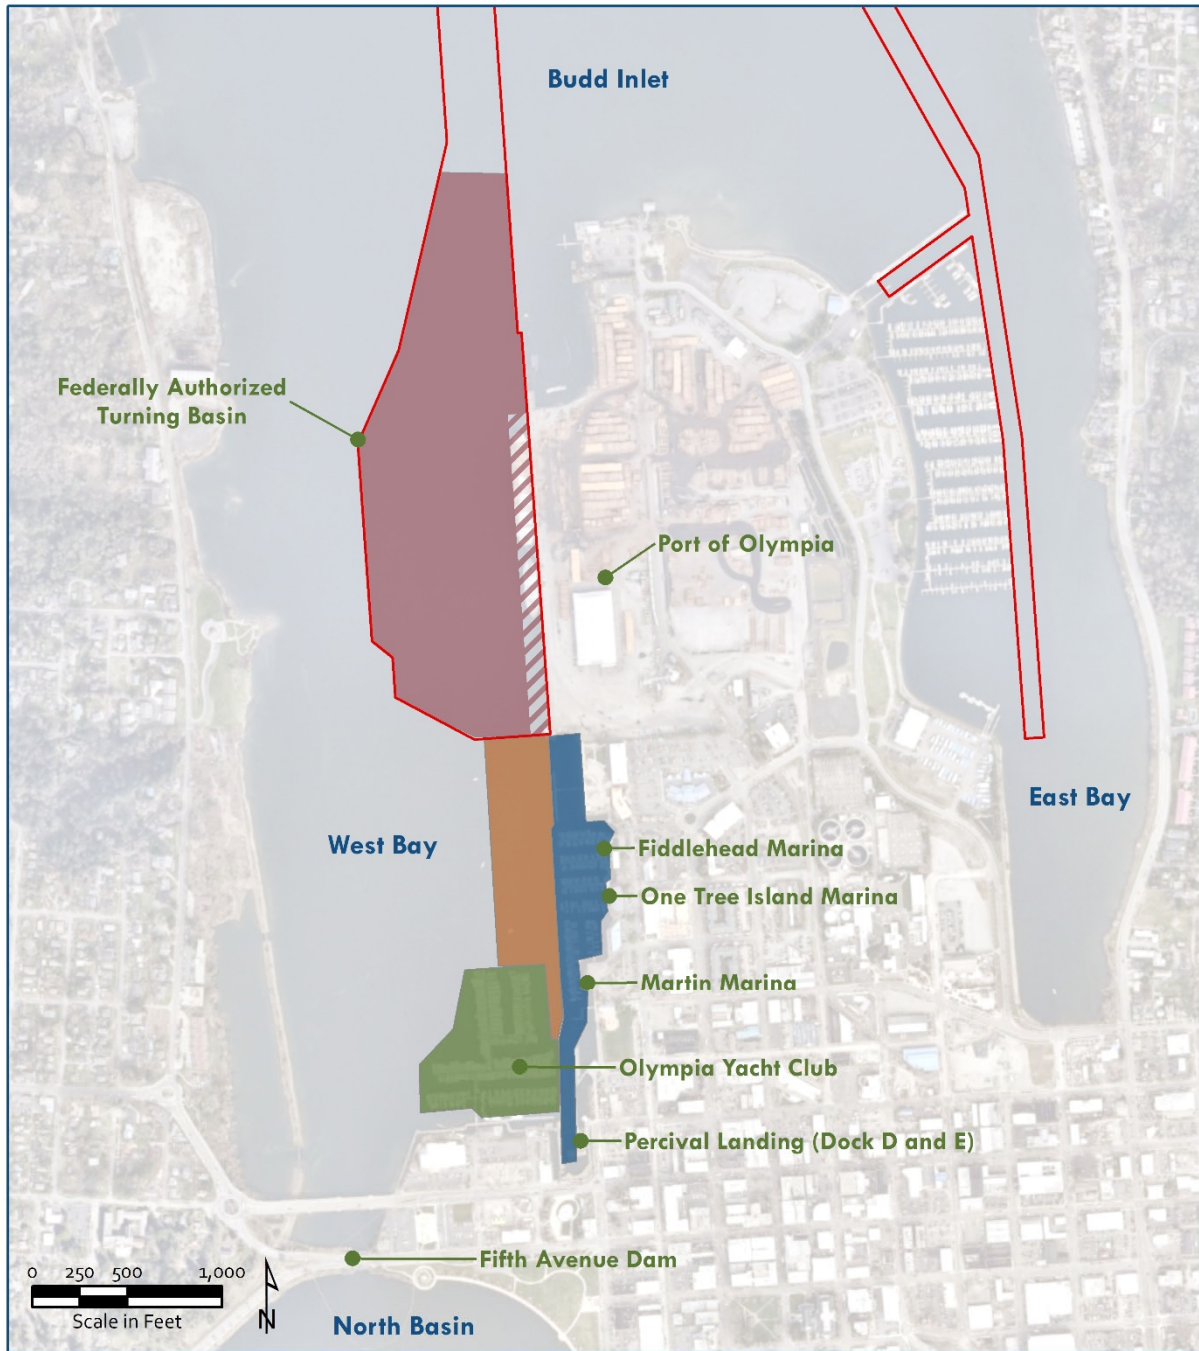 Budd Inlet
Federally Authorized
Turning Basin
Port of Olympia
East Bay
West Bay
Fiddlehead Marina
One Tree Island Marina
Martin Marina
Olympia Yacht Club
Percival Landing (Dock D and E)
Fifth Avenue Dam
0 250 500 1,000
Scale in Feet
N
North Basin